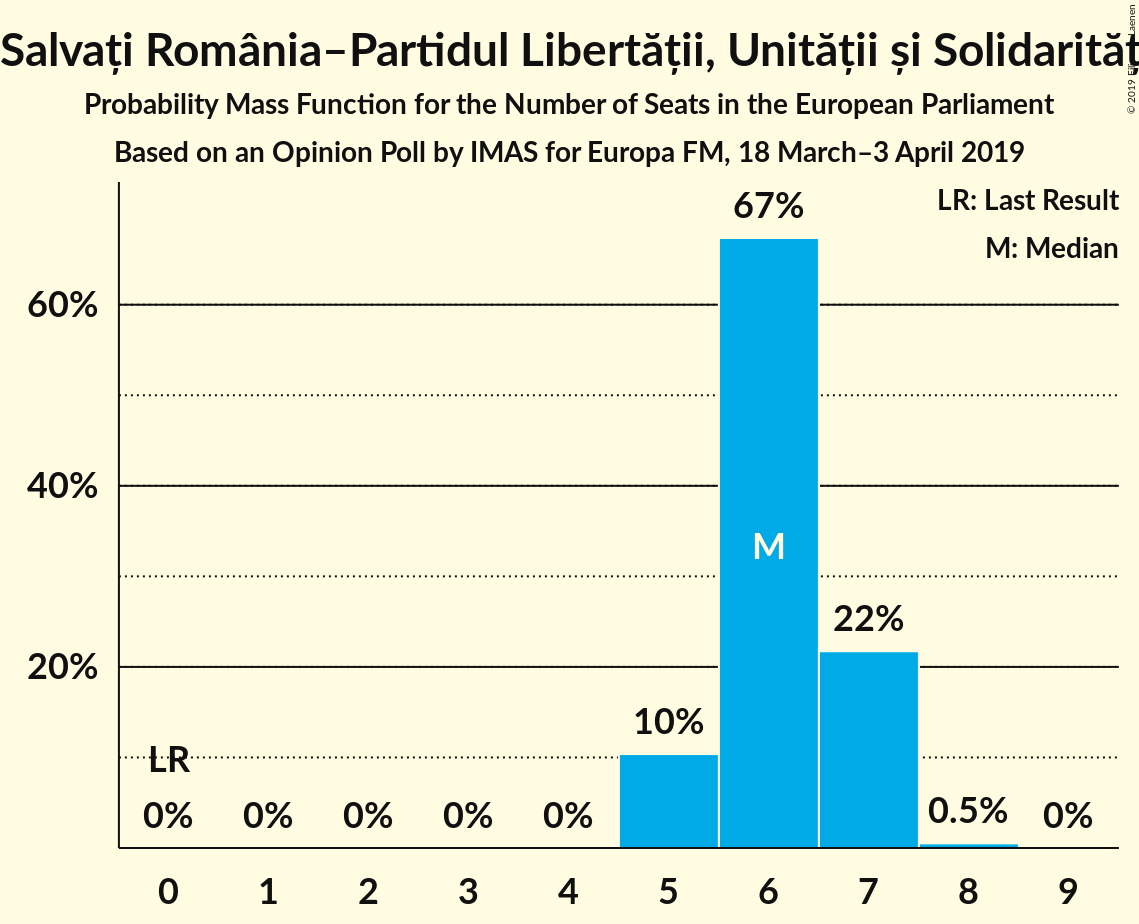 Salvați România–Partidul Libertății, Unității și Solidarităț
Probability Mass Function for the Number of Seats in the European Parliament
Based on an Opinion Poll by IMAS for Europa FM, 18 March–3 April 2019
© 2019 Laenen
LR: Last Result
M: Median
67%
60%
40%
M
22%
20%
10%
LR
0% 0% 0% 0% 0% 0.5% 0%
0 1 2 3 4 5 6 7 8 9